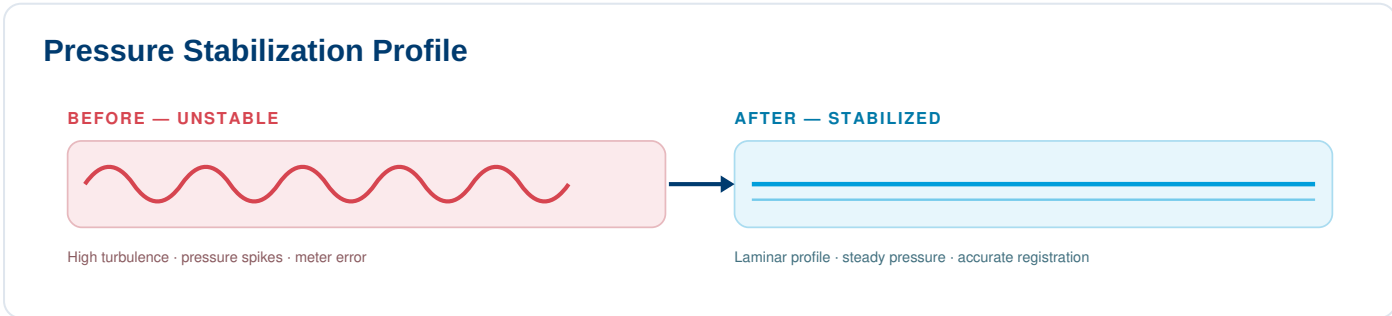 Pressure Stabilization Profile
BEFORE — UNSTABLE
AFTER — STABILIZED
High turbulence · pressure spikes · meter error
Laminar profile · steady pressure · accurate registration